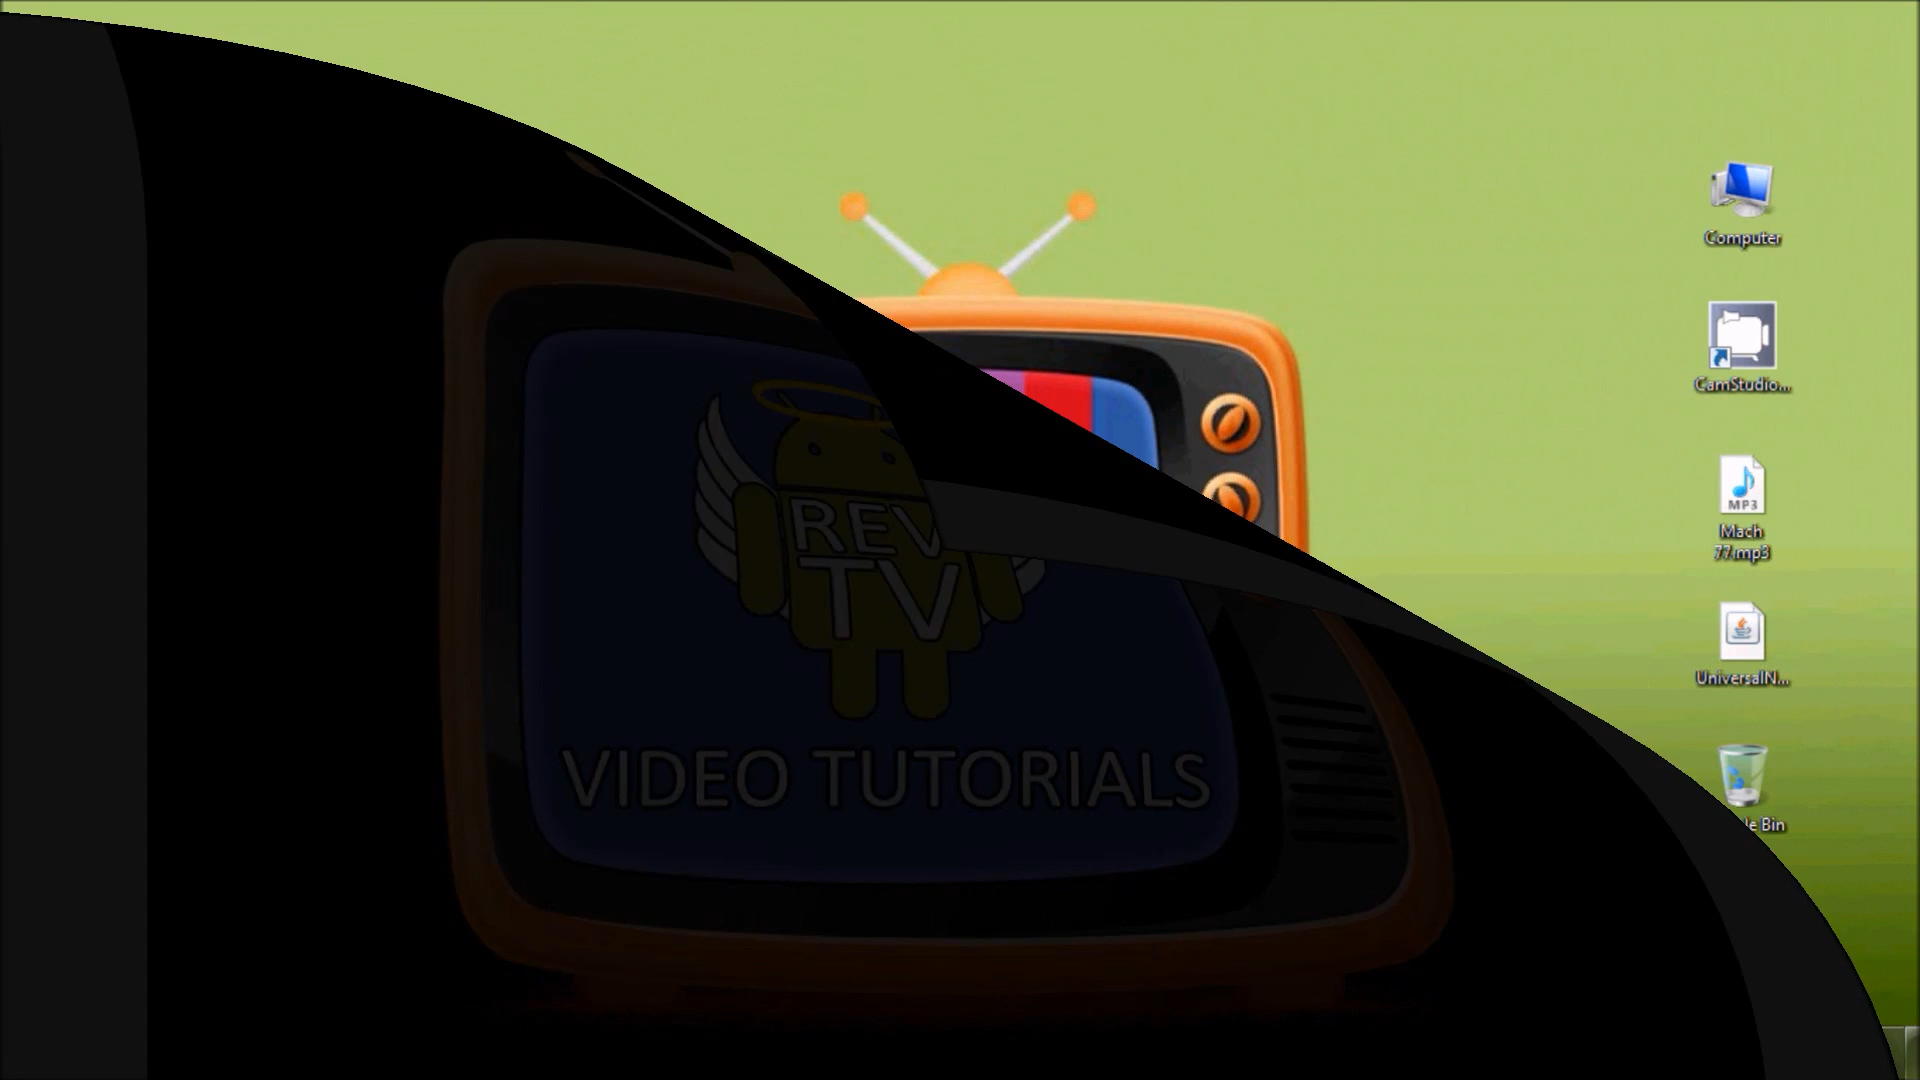 Computer
CamStudio...
MP3
Mach
77.mp3
UniversalN...
le Bin
REV
TV
VIDEO TUTORIALS